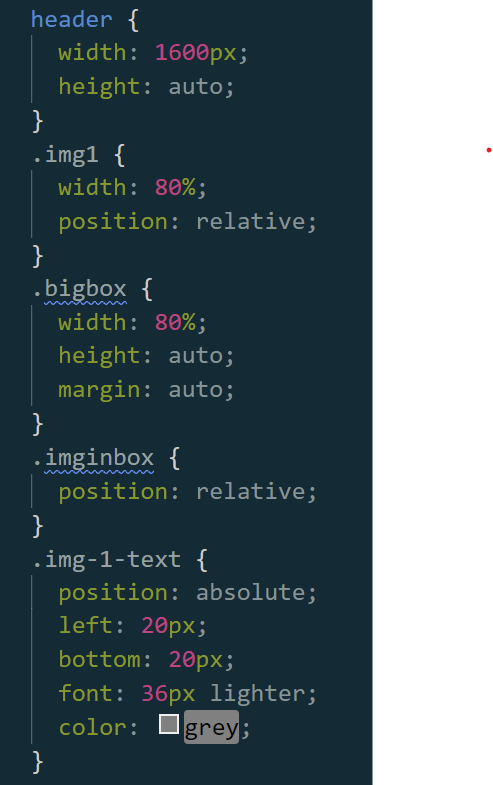 header {
width: 1600px;
height: auto;
}
.img1 {
width: 80%;
position: relative;
}
.bigbox {
width: 80%;
height: auto;
margin: auto;
}
.imginbox {
position: relative;
}
.img-1-text {
position: absolute;
left: 20px;
bottom: 20px;
font: 36px lighter;
color: grey;
}